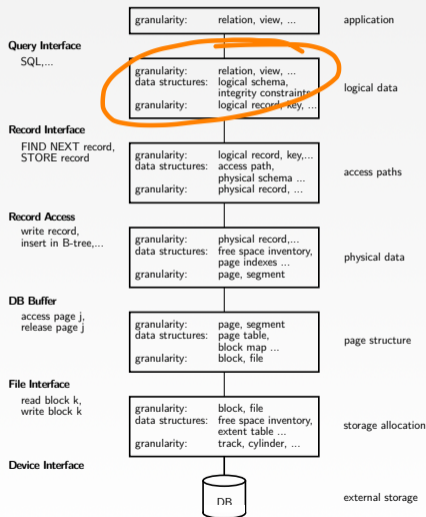 granularity: relation, view, ... application
Query Interface
SQL,...
granularity: relation, view, ...
data structures: logical schema,
integrity constraints logical data
granularity: logical record, key, ...
Record Interface
FIND NEXT record,
STORE record
granularity: logical record, key,...
data structures: access path,
physical schema ... access paths
granularity: physical record, ...
Record Access
write record,
insert in B-tree,...
granularity: physical record,...
data structures: free space inventory,
page indexes ... physical data
granularity: page, segment
DB Buffer
access page j,
release page j
granularity: page, segment
data structures: page table,
block map ... page structure
granularity: block, file
File Interface
read block k,
write block k
granularity: block, file
data structures: free space inventory,
extent table ... storage allocation
granularity: track, cylinder, ...
Device Interface
DB external storage